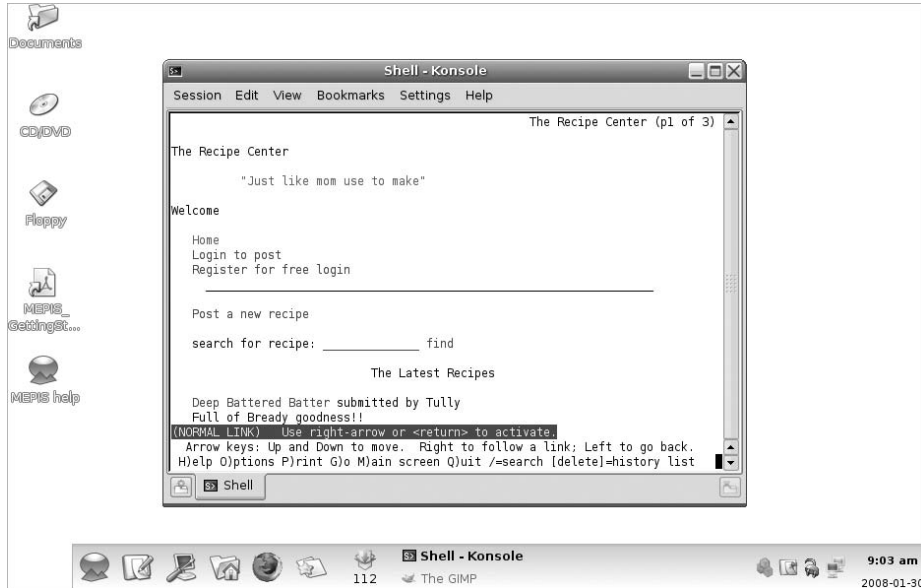 Documents
CD/DVD
Floppy
MEPIS_
GettingSt...
MEPIS help
Shell - Konsole
Session Edit View Bookmarks Settings Help
The Recipe Center (p1 of 3)
The Recipe Center
"Just like mom use to make"
Welcome
Home
Login to post
Register for free login
Post a new recipe
search for recipe: ______________ find
The Latest Recipes
Deep Battered Batter submitted by Tully
Full of Bready goodness!!
(NORMAL LINK) Use right-arrow or <return> to activate.
Arrow keys: Up and Down to move. Right to follow a link; Left to go back.
H)elp O)ptions P)rint G)o M)ain screen Q)uit /=search [delete]=history list
Shell
112
Shell - Konsole
The GIMP
9:03 am
2008-01-30